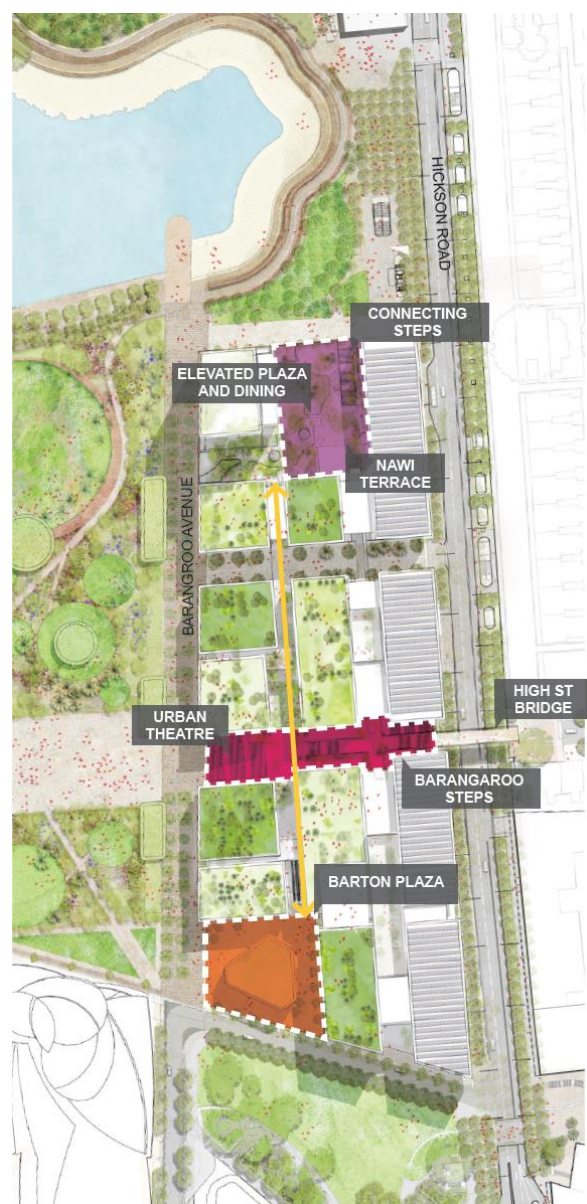 HICKSON ROAD
CONNECTING
STEPS
ELEVATED PLAZA
AND DINING
NAWI
TERRACE
BARANGROO AVENUE
HIGH ST
BRIDGE
URBAN
THEATRE
BARANGAROO
STEPS
BARTON PLAZA